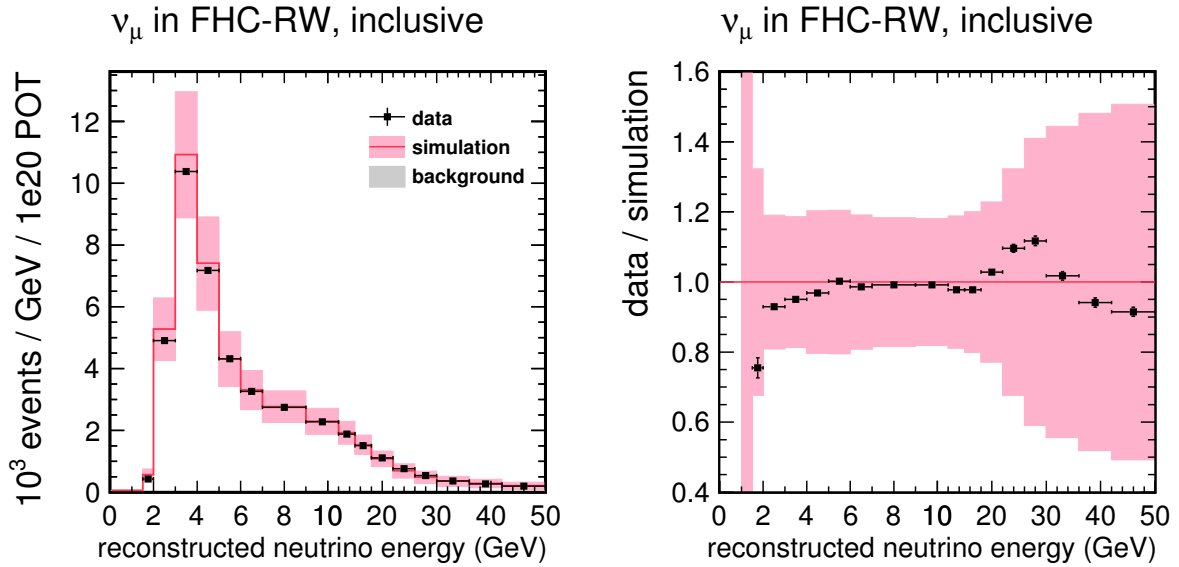 ν_μ in FHC-RW, inclusive
10³ events / GeV / 1e20 POT
12
10
8
6
4
2
0
data
simulation
background
0 2 4 6 8 10 20 30 40 50
reconstructed neutrino energy (GeV)
ν_μ in FHC-RW, inclusive
data / simulation
1.6
1.4
1.2
1.0
0.8
0.6
0.4
0 2 4 6 8 10 20 30 40 50
reconstructed neutrino energy (GeV)